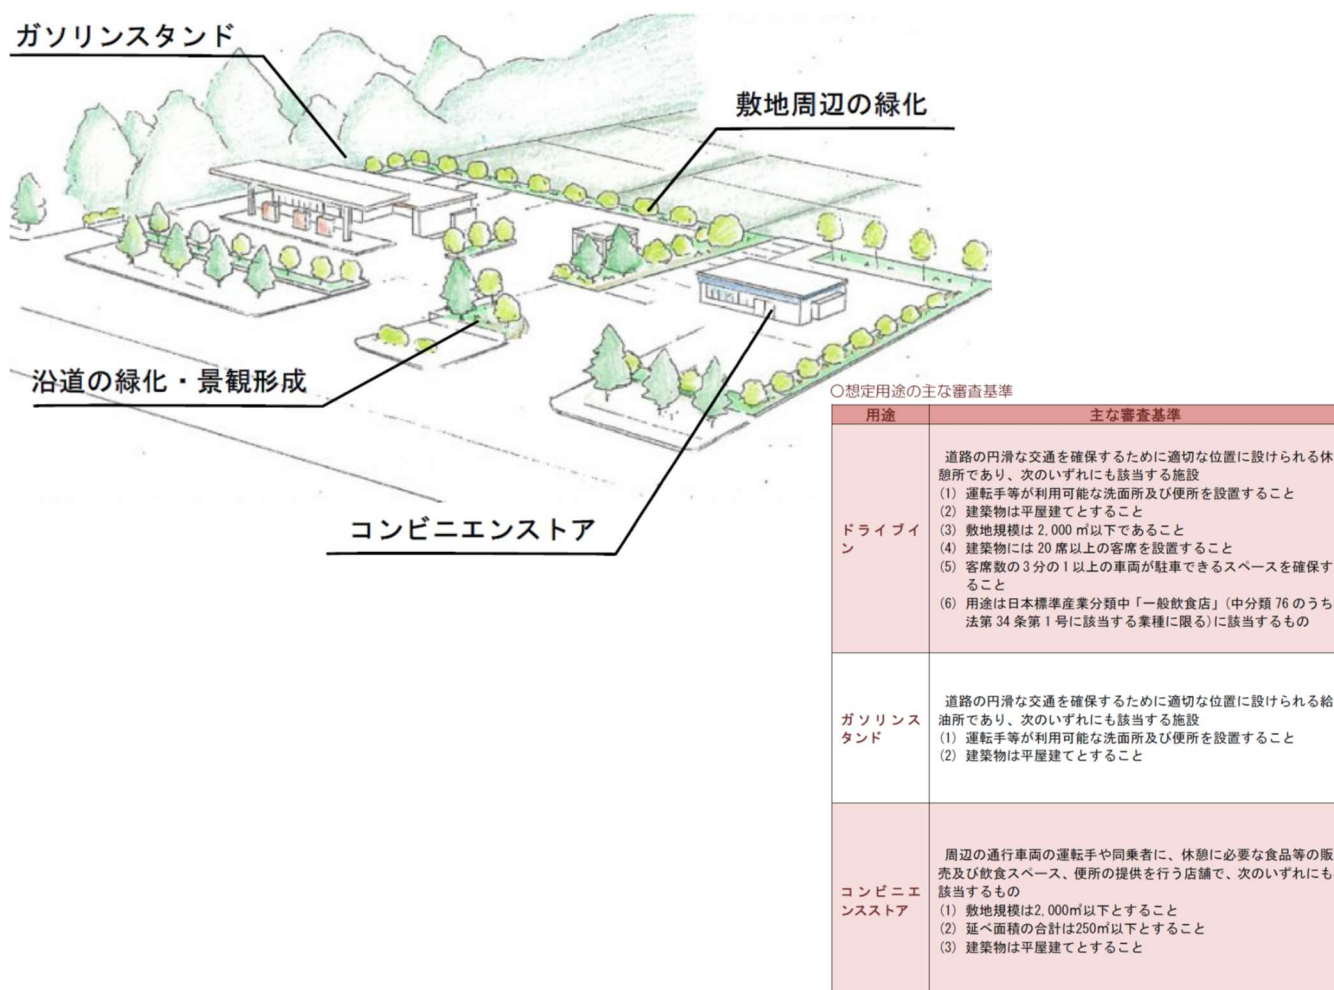 ガソリンスタンド
敷地周辺の緑化
沿道の緑化・景観形成
コンビニエンストア
〇想定用途の主な審査基準
用途
主な審査基準
ドライブイ
ン
道路の円滑な交通を確保するために適切な位置に設けられる休
憩所であり、次のいずれにも該当する施設
(1) 運転手等が利用可能な洗面所及び便所を設置すること
(2) 建築物は平屋建てとすること
(3) 敷地規模は 2,000 ㎡以下であること
(4) 建築物には 20 席以上の客席を設置すること
(5) 客席数の3分の1以上の車両が駐車できるスペースを確保す
ること
(6) 用途は日本標準産業分類中「一般飲食店」(中分類 76 のうち
法第 34 条第 1 号に該当する業種に限る)に該当するもの
ガソリンス
タンド
道路の円滑な交通を確保するために適切な位置に設けられる給
油所であり、次のいずれにも該当する施設
(1) 運転手等が利用可能な洗面所及び便所を設置すること
(2) 建築物は平屋建てとすること
コンビニエ
ンスストア
周辺の通行車両の運転手や同乗者に、休憩に必要な食品等の販
売及び飲食スペース、便所の提供を行う店舗で、次のいずれにも
該当するもの
(1) 敷地規模は2,000㎡以下とすること
(2) 延べ面積の合計は250㎡以下とすること
(3) 建築物は平屋建てとすること